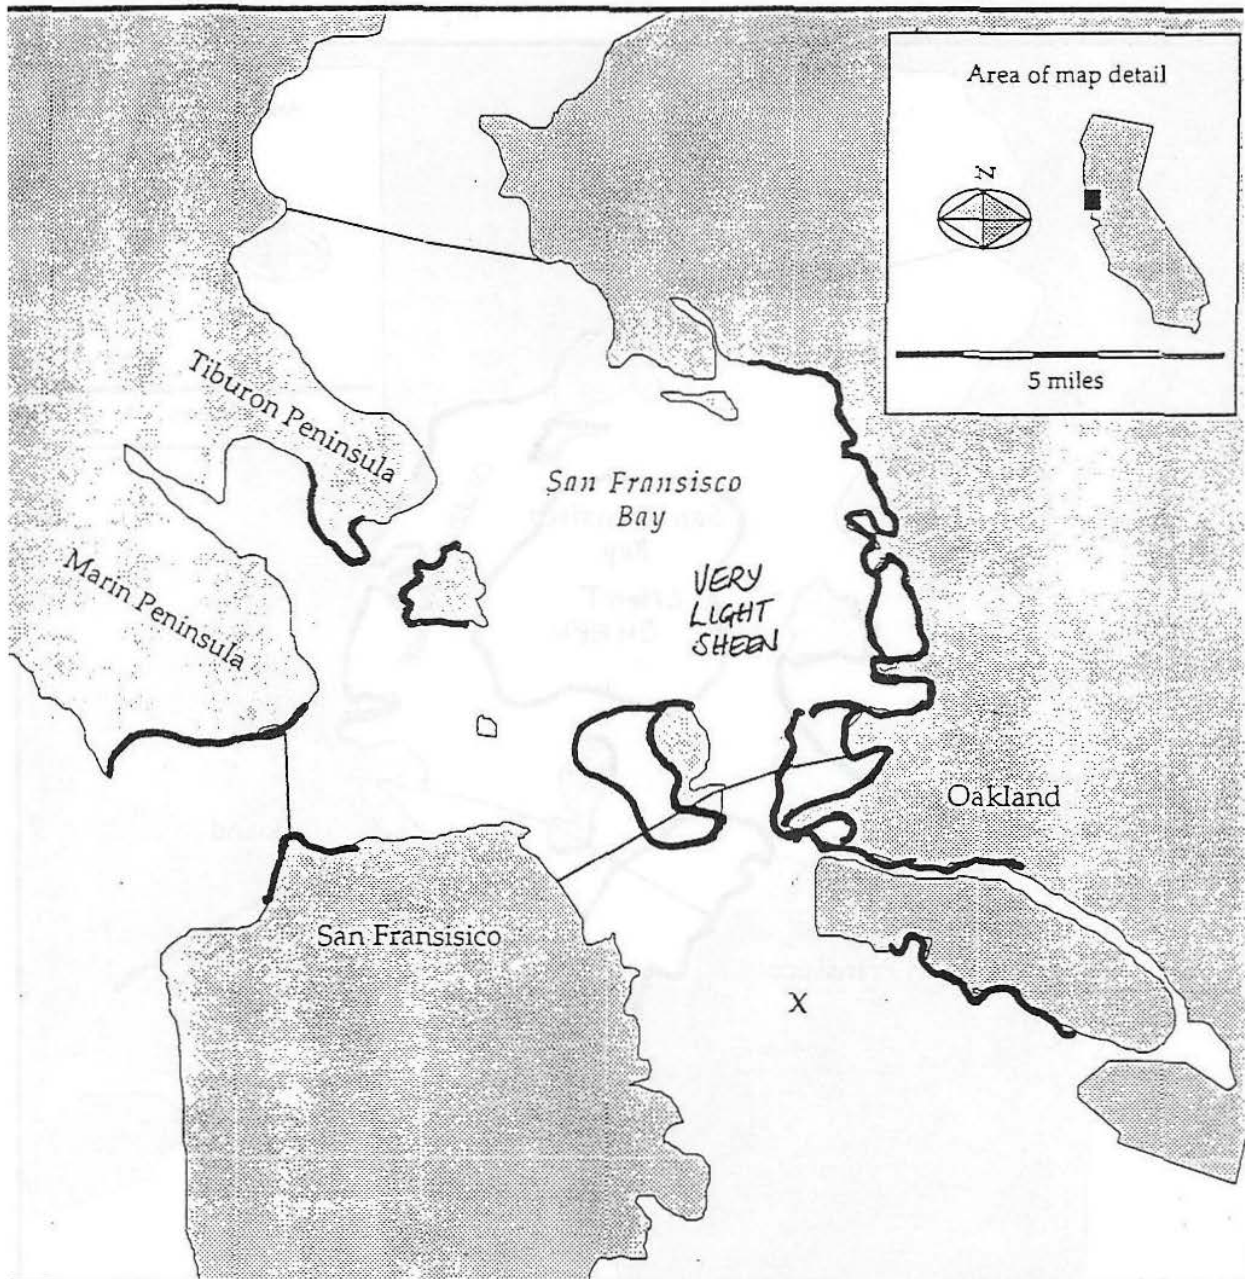 Area of map detail
N
5 miles
Tiburon Peninsula
San Fransisco
Bay
Marin Peninsula
VERY
LIGHT
SHEEN
Oakland
San Fransisico
X